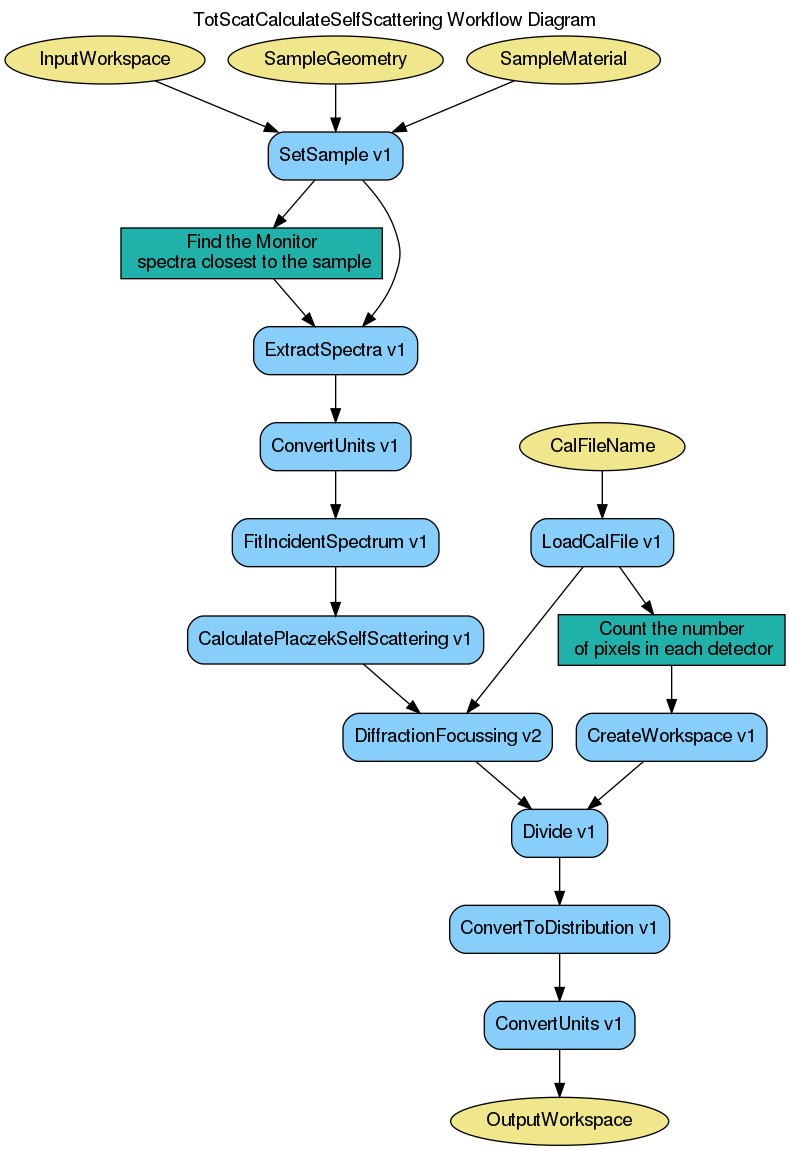 TotScatCalculateSelfScattering Workflow Diagram
InputWorkspace
SampleGeometry
SampleMaterial
SetSample v1
Find the Monitor
spectra closest to the sample
ExtractSpectra v1
ConvertUnits v1
CalFileName
FitIncidentSpectrum v1
LoadCalFile v1
CalculatePlaczekSelfScattering v1
Count the number
of pixels in each detector
DiffractionFocussing v2
CreateWorkspace v1
Divide v1
ConvertToDistribution v1
ConvertUnits v1
OutputWorkspace